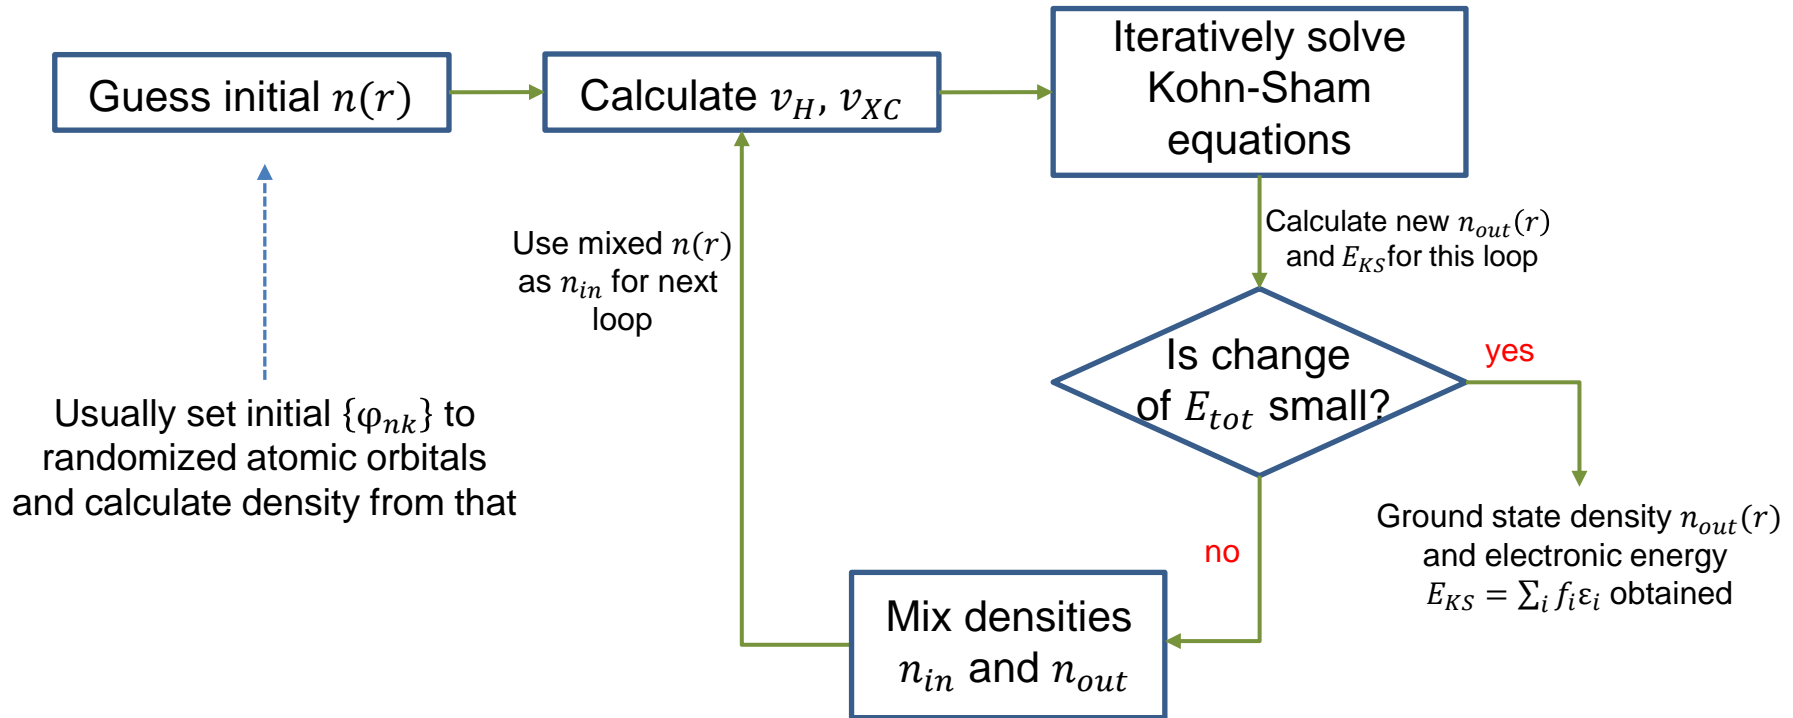 Guess initial n(r)
Calculate v_H, v_XC
Iteratively solve
Kohn-Sham
equations
Calculate new n_out(r)
and E_KS for this loop
Use mixed n(r)
as n_in for next
loop
Is change
of E_tot small?
yes
no
Usually set initial {φ_nk} to
randomized atomic orbitals
and calculate density from that
Ground state density n_out(r)
and electronic energy
E_KS = ∑_i f_i ε_i obtained
Mix densities
n_in and n_out